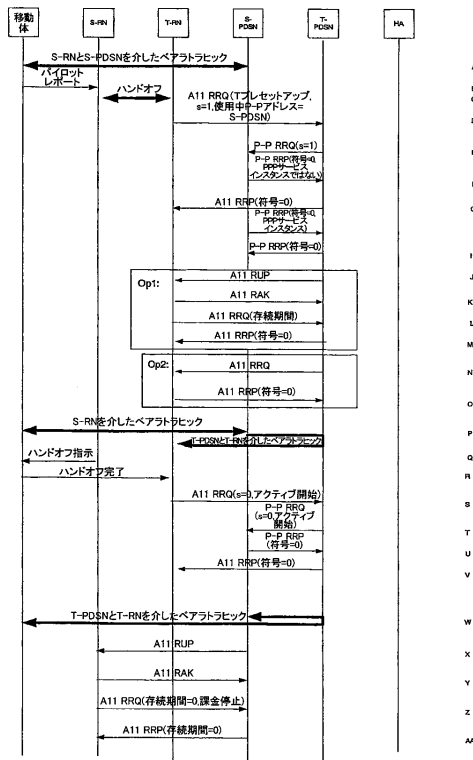 移動
体
S-RN
T-RN
S-
PDSN
T-
PDSN
HA
S-RNとS-PDSNを介したベアラトラヒック
パイロット
レポート
ハンドオフ
A11 RRQ(Tプレセットアップ,
s=1,使用中P-Pアドレス=
S-PDSN)
P-P RRQ(s=1)
P-P RRP(符号=0,
PPPサービス
インスタンスではない)
A11 RRP(符号=0)
P-P RRP(符号=0,
PPPサービス
インスタンス)
P-P RRP(符号=0)
Op1:
A11 RUP
A11 RAK
A11 RRQ(存続期間)
A11 RRP(符号=0)
Op2:
A11 RRQ
A11 RRP(符号=0)
S-RNを介したベアラトラヒック
T-PDSNとT-RNを介したベアラトラヒック
ハンドオフ指示
ハンドオフ完了
A11 RRQ(s=0,アクティブ開始)
P-P RRQ
(s=0,アクティブ
開始)
P-P RRP
(符号=0)
A11 RRP(符号=0)
T-PDSNとT-RNを介したベアラトラヒック
A11 RUP
A11 RAK
A11 RRQ(存続期間=0,課金停止)
A11 RRP(存続期間=0)
J
K
L
M
N
O
P
Q
R
S
T
U
V
W
X
Y
Z